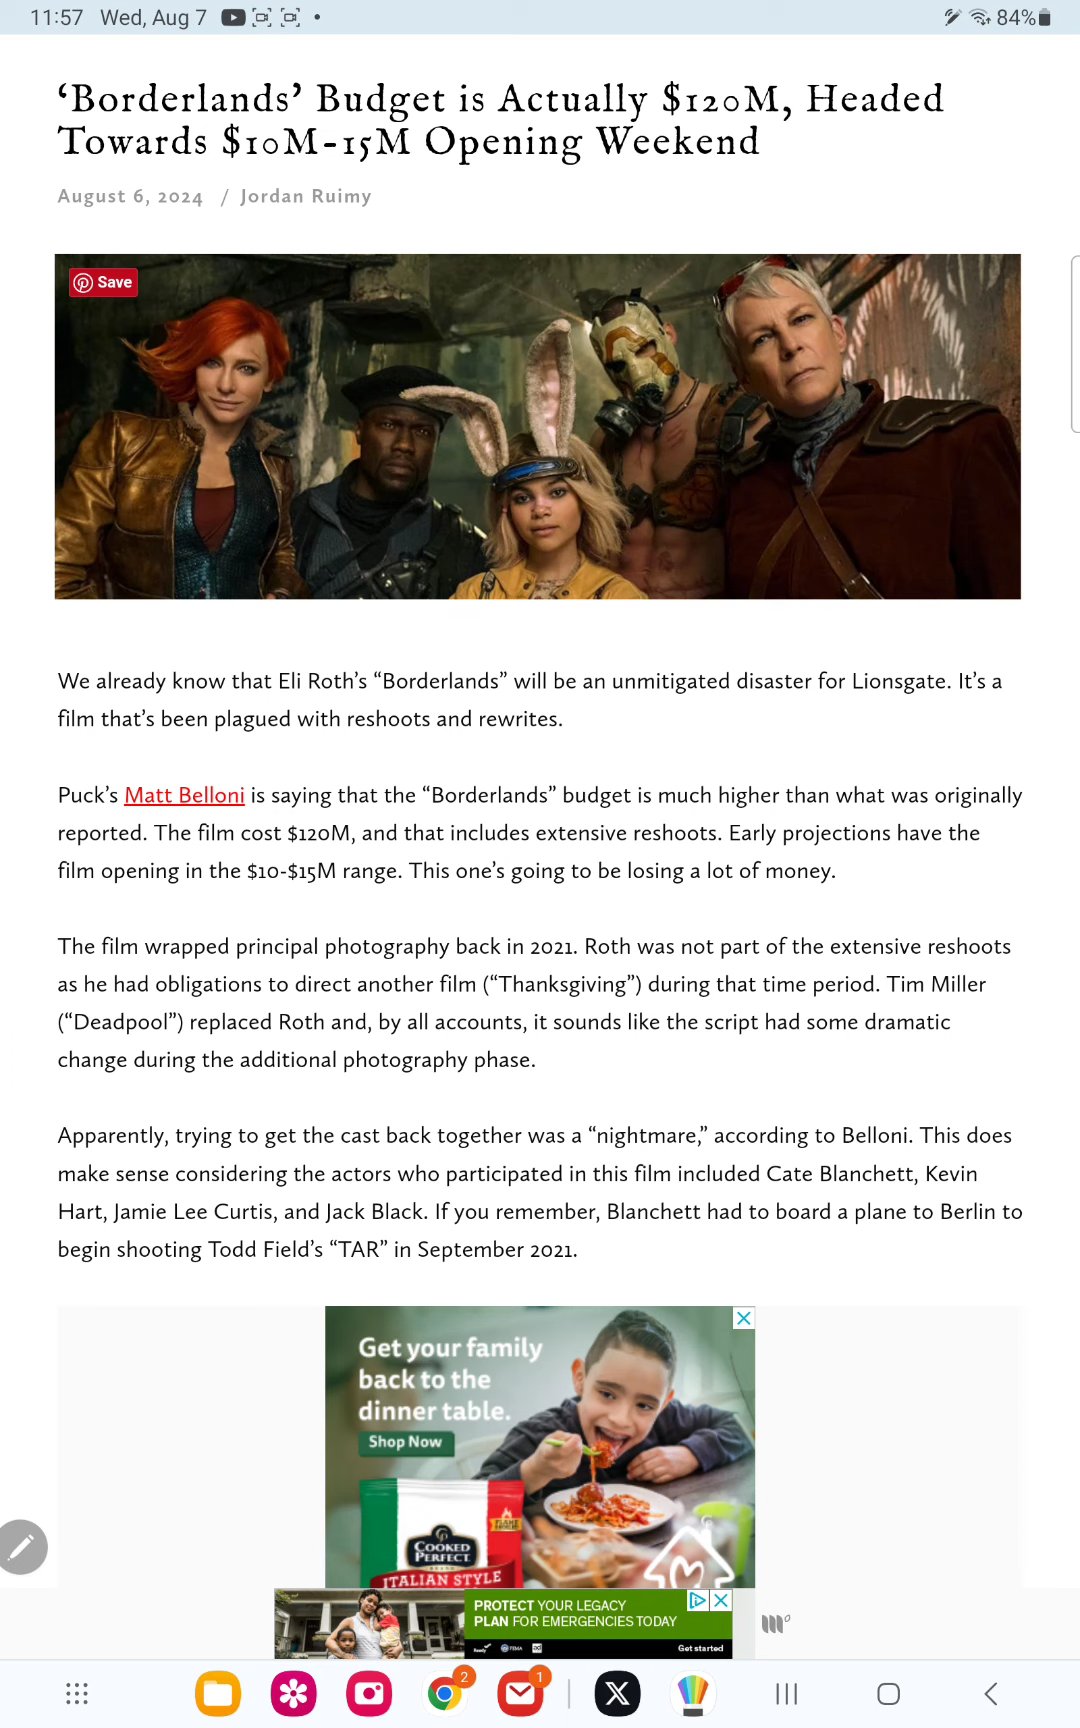 11:57 Wed, Aug 7
84%
‘Borderlands’ Budget is Actually $120M, Headed
Towards $10M-15M Opening Weekend
August 6, 2024 / Jordan Ruimy
Save
We already know that Eli Roth’s “Borderlands” will be an unmitigated disaster for Lionsgate. It’s a
film that’s been plagued with reshoots and rewrites.
Puck’s Matt Belloni is saying that the “Borderlands” budget is much higher than what was originally
reported. The film cost $120M, and that includes extensive reshoots. Early projections have the
film opening in the $10-$15M range. This one’s going to be losing a lot of money.
The film wrapped principal photography back in 2021. Roth was not part of the extensive reshoots
as he had obligations to direct another film (“Thanksgiving”) during that time period. Tim Miller
(“Deadpool”) replaced Roth and, by all accounts, it sounds like the script had some dramatic
change during the additional photography phase.
Apparently, trying to get the cast back together was a “nightmare,” according to Belloni. This does
make sense considering the actors who participated in this film included Cate Blanchett, Kevin
Hart, Jamie Lee Curtis, and Jack Black. If you remember, Blanchett had to board a plane to Berlin to
begin shooting Todd Field’s “TAR” in September 2021.
Get your family
back to the
dinner table.
Shop Now
COOKED
PERFECT
ITALIAN STYLE
PROTECT YOUR LEGACY
PLAN FOR EMERGENCIES TODAY
Ready
FEMA
ad
Get started
2
1